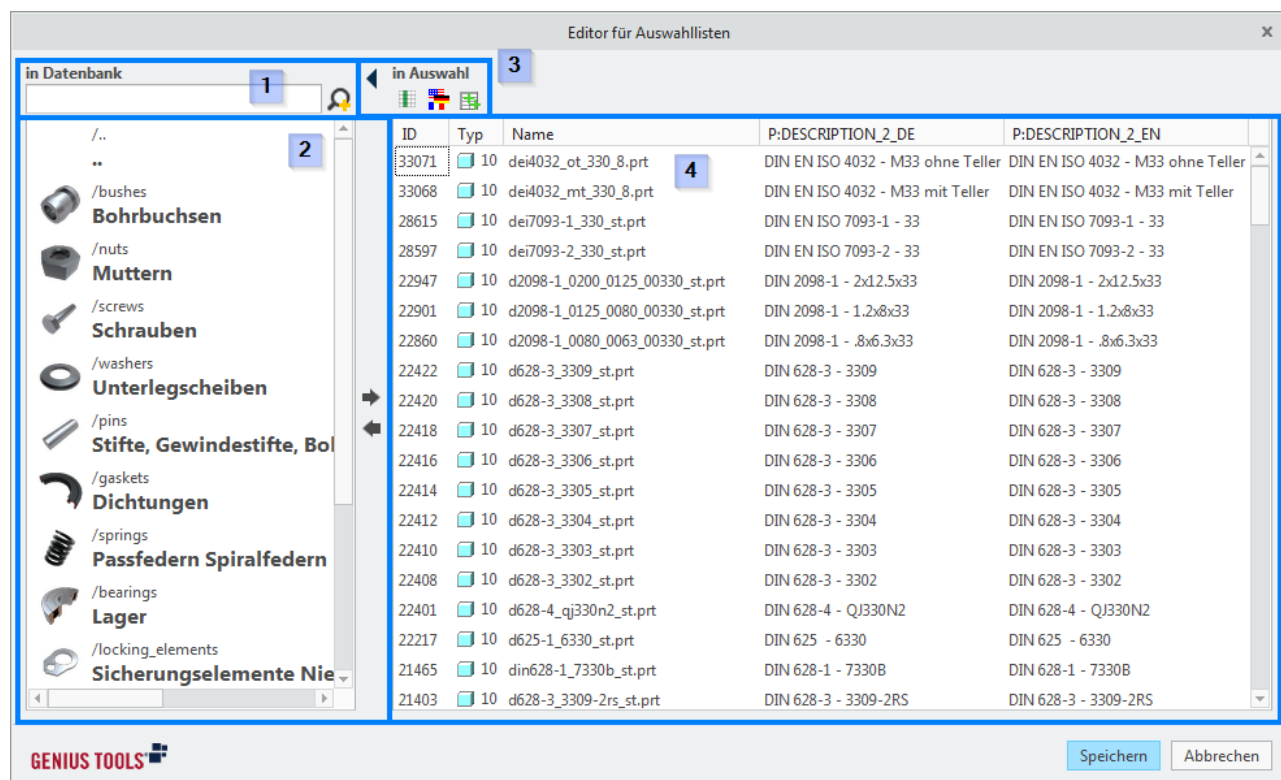 Editor für Auswahllisten x
in Datenbank
1
in Auswahl
3
/..
..
2
/bushes
Bohrbuchsen
/nuts
Muttern
/screws
Schrauben
/washers
Unterlegscheiben
/pins
Stifte, Gewindestifte, Bol
/gaskets
Dichtungen
/springs
Passfedern Spiralfedern
/bearings
Lager
/locking_elements
Sicherungselemente Nie
ID Typ Name P:DESCRIPTION_2_DE P:DESCRIPTION_2_EN
4
33071 10 dei4032_ot_330_8.prt DIN EN ISO 4032 - M33 ohne Teller DIN EN ISO 4032 - M33 ohne Teller
33068 10 dei4032_mt_330_8.prt DIN EN ISO 4032 - M33 mit Teller DIN EN ISO 4032 - M33 mit Teller
28615 10 dei7093-1_330_st.prt DIN EN ISO 7093-1 - 33 DIN EN ISO 7093-1 - 33
28597 10 dei7093-2_330_st.prt DIN EN ISO 7093-2 - 33 DIN EN ISO 7093-2 - 33
22947 10 d2098-1_0200_0125_00330_st.prt DIN 2098-1 - 2x12.5x33 DIN 2098-1 - 2x12.5x33
22901 10 d2098-1_0125_0080_00330_st.prt DIN 2098-1 - 1.2x8x33 DIN 2098-1 - 1.2x8x33
22860 10 d2098-1_0080_0063_00330_st.prt DIN 2098-1 - .8x6.3x33 DIN 2098-1 - .8x6.3x33
22422 10 d628-3_3309_st.prt DIN 628-3 - 3309 DIN 628-3 - 3309
22420 10 d628-3_3308_st.prt DIN 628-3 - 3308 DIN 628-3 - 3308
22418 10 d628-3_3307_st.prt DIN 628-3 - 3307 DIN 628-3 - 3307
22416 10 d628-3_3306_st.prt DIN 628-3 - 3306 DIN 628-3 - 3306
22414 10 d628-3_3305_st.prt DIN 628-3 - 3305 DIN 628-3 - 3305
22412 10 d628-3_3304_st.prt DIN 628-3 - 3304 DIN 628-3 - 3304
22410 10 d628-3_3303_st.prt DIN 628-3 - 3303 DIN 628-3 - 3303
22408 10 d628-3_3302_st.prt DIN 628-3 - 3302 DIN 628-3 - 3302
22401 10 d628-4_qj330n2_st.prt DIN 628-4 - QJ330N2 DIN 628-4 - QJ330N2
22217 10 d625-1_6330_st.prt DIN 625 - 6330 DIN 625 - 6330
21465 10 din628-1_7330b_st.prt DIN 628-1 - 7330B DIN 628-1 - 7330B
21403 10 d628-3_3309-2rs_st.prt DIN 628-3 - 3309-2RS DIN 628-3 - 3309-2RS
GENIUS TOOLS
Speichern Abbrechen